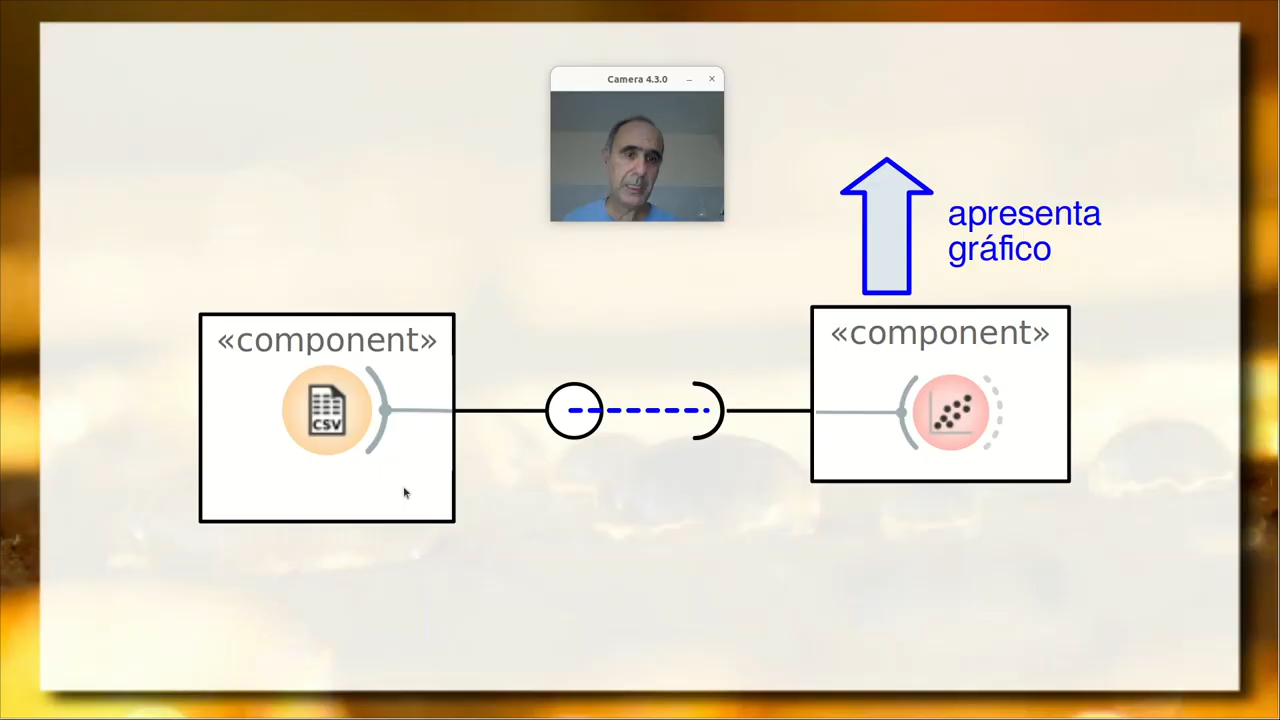 Camera 4.3.0
apresenta
gráfico
«component»
CSV
«component»